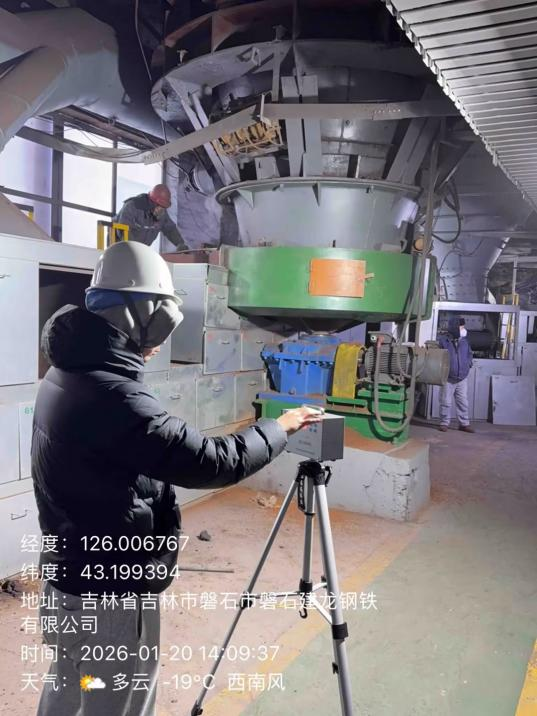 经度：126.006767
纬度：43.199394
地址：吉林省吉林市磐石市磐石建龙钢铁
有限公司
时间：2026-01-20 14:09:37
天气：⛅ 多云 -19℃ 西南风